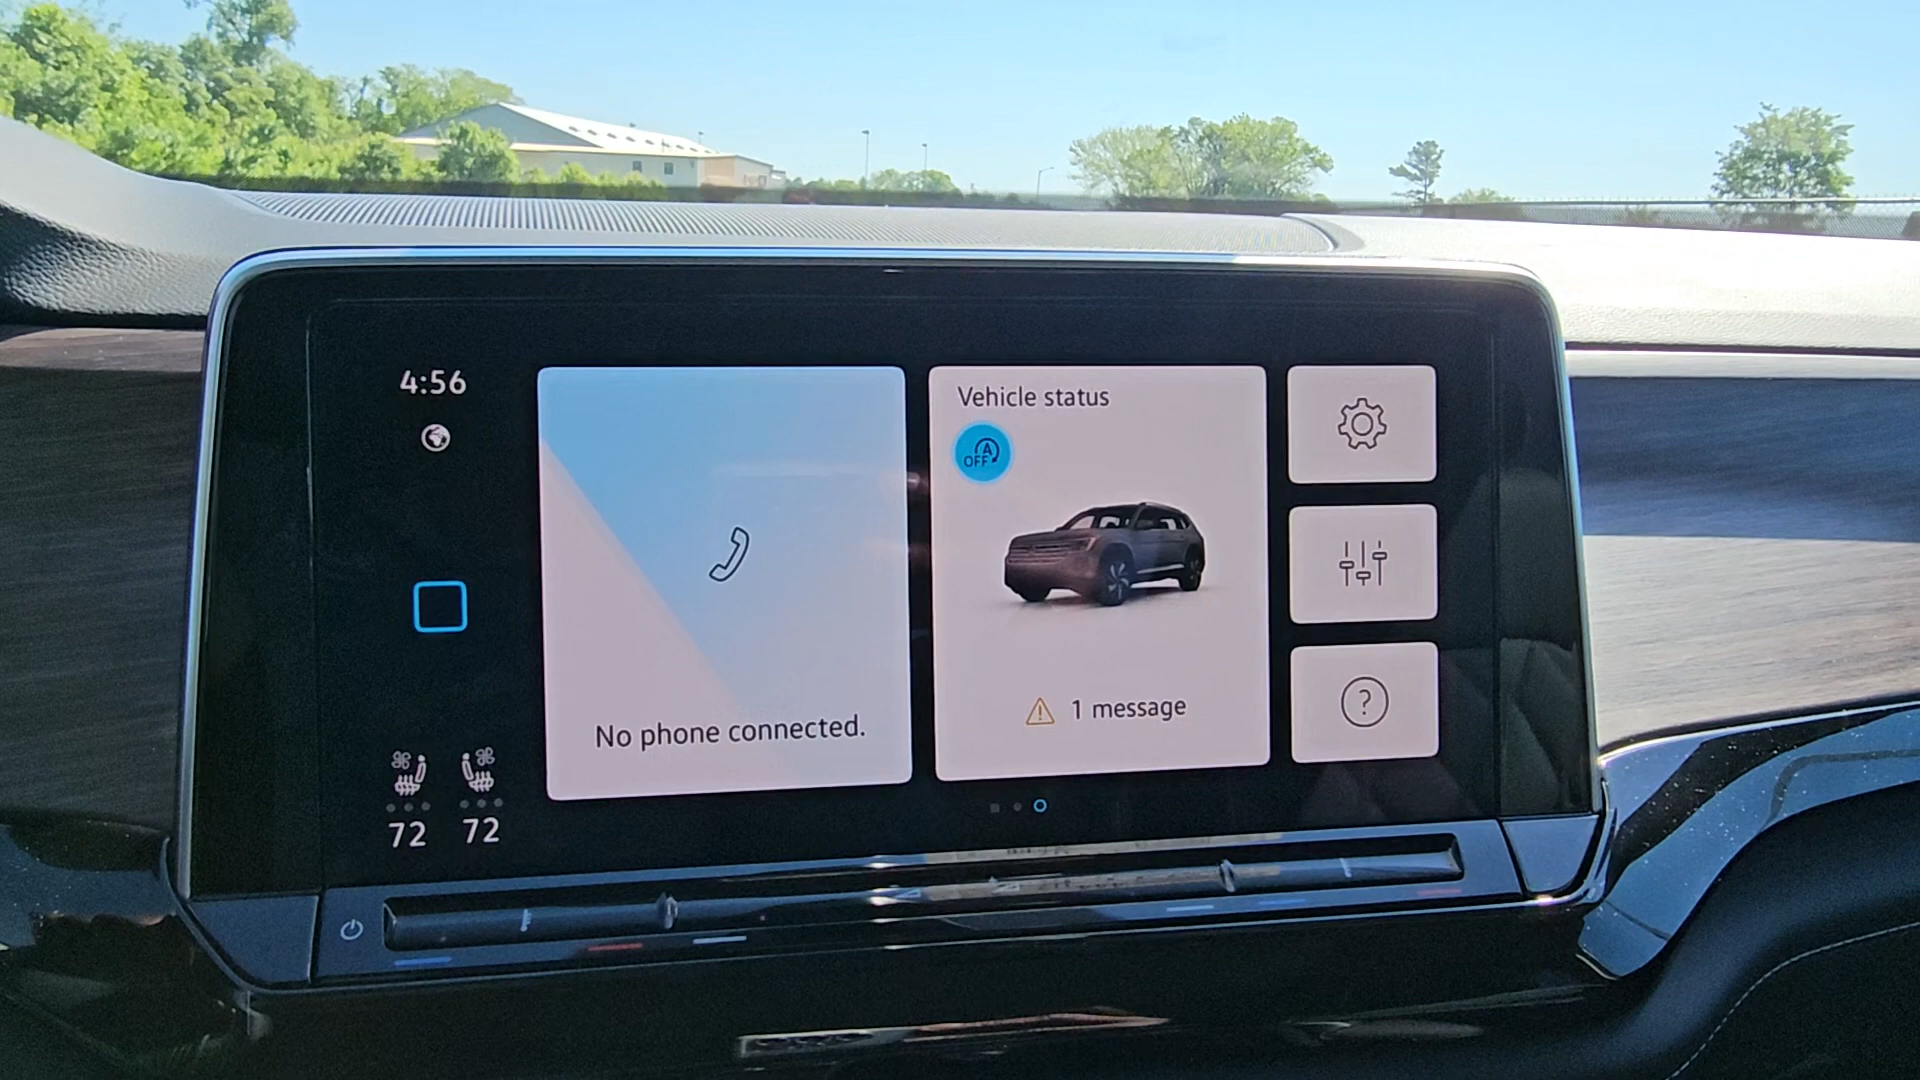 4:56
Vehicle status
A
OFF
No phone connected.
1 message
?
72 72